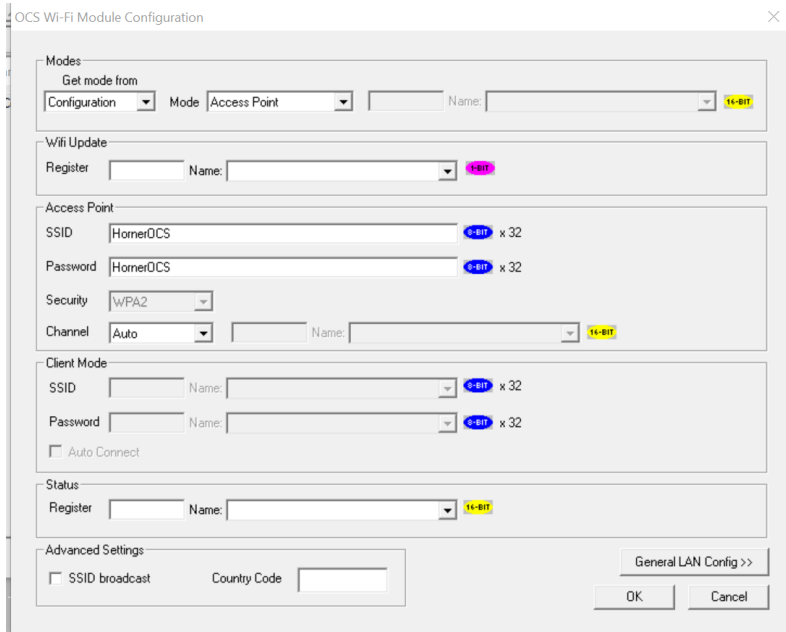 OCS Wi-Fi Module Configuration
Modes
Get mode from
Configuration Mode Access Point Name: 16-BIT
Wifi Update
Register Name: 1-BIT
Access Point
SSID HornerOCS 8-BIT x 32
Password HornerOCS 8-BIT x 32
Security WPA2
Channel Auto Name: 16-BIT
Client Mode
SSID Name: 8-BIT x 32
Password Name: 8-BIT x 32
Auto Connect
Status
Register Name: 16-BIT
Advanced Settings
SSID broadcast Country Code
General LAN Config >>
OK Cancel